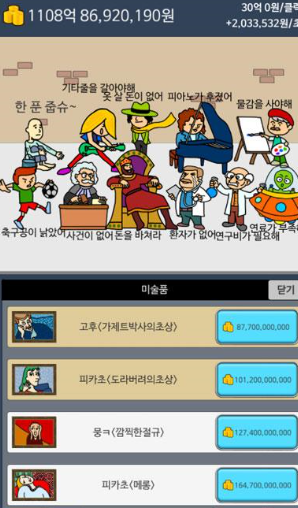 1108억 86,920,190원
30억 0원/클릭
+2,033,532원/초
기타줄을 갈아야해
옷 살 돈이 없어
피아노가 후졌어
한 푼 줍슈~
물감을 사야해
축구공이 낡았어
사건이 없어
돈을 바쳐라
환자가 없어
연구비가 필요해
연료가 부족
미술품
닫기
고후<가제트박사의초상>
87,700,000,000
피카초<도라버려의초상>
101,200,000,000
뭉ㅋ<깜찍한절규>
127,400,000,000
피카초<메롱>
164,700,000,000